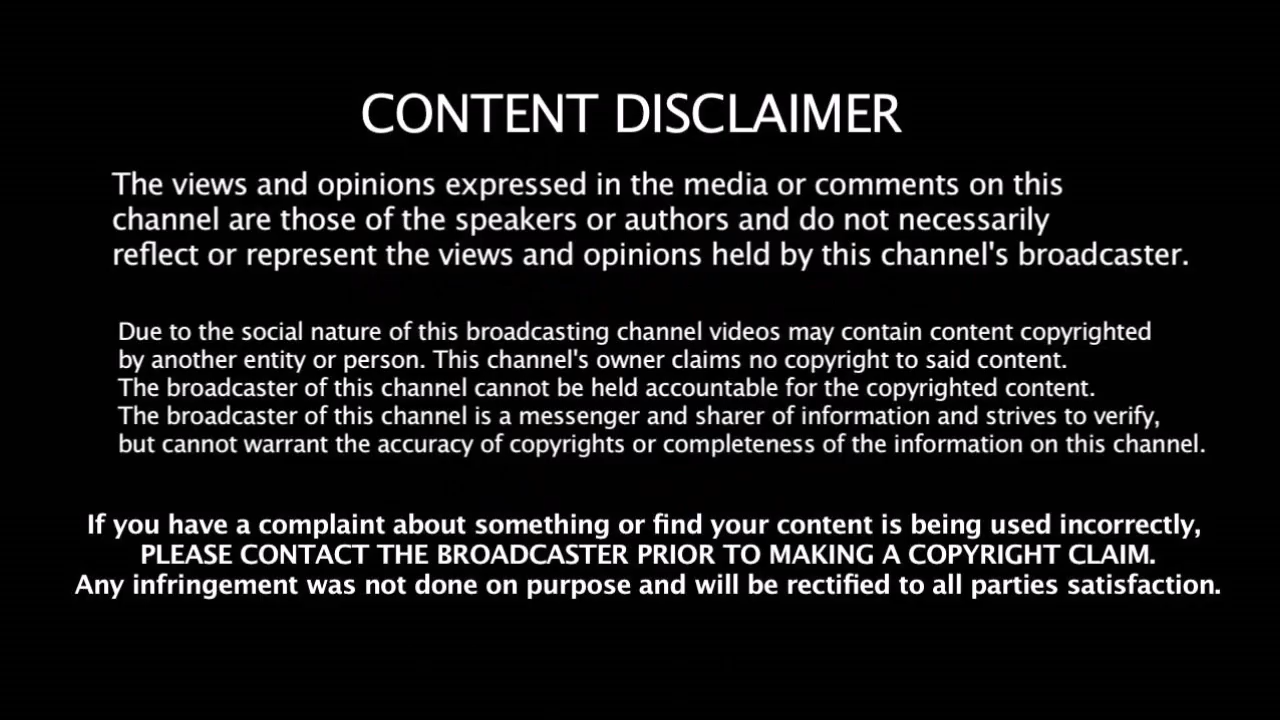 CONTENT DISCLAIMER
The views and opinions expressed in the media or comments on this
channel are those of the speakers or authors and do not necessarily
reflect or represent the views and opinions held by this channel's broadcaster.
Due to the social nature of this broadcasting channel videos may contain content copyrighted
by another entity or person. This channel's owner claims no copyright to said content.
The broadcaster of this channel cannot be held accountable for the copyrighted content.
The broadcaster of this channel is a messenger and sharer of information and strives to verify,
but cannot warrant the accuracy of copyrights or completeness of the information on this channel.
If you have a complaint about something or find your content is being used incorrectly,
PLEASE CONTACT THE BROADCASTER PRIOR TO MAKING A COPYRIGHT CLAIM.
Any infringement was not done on purpose and will be rectified to all parties satisfaction.